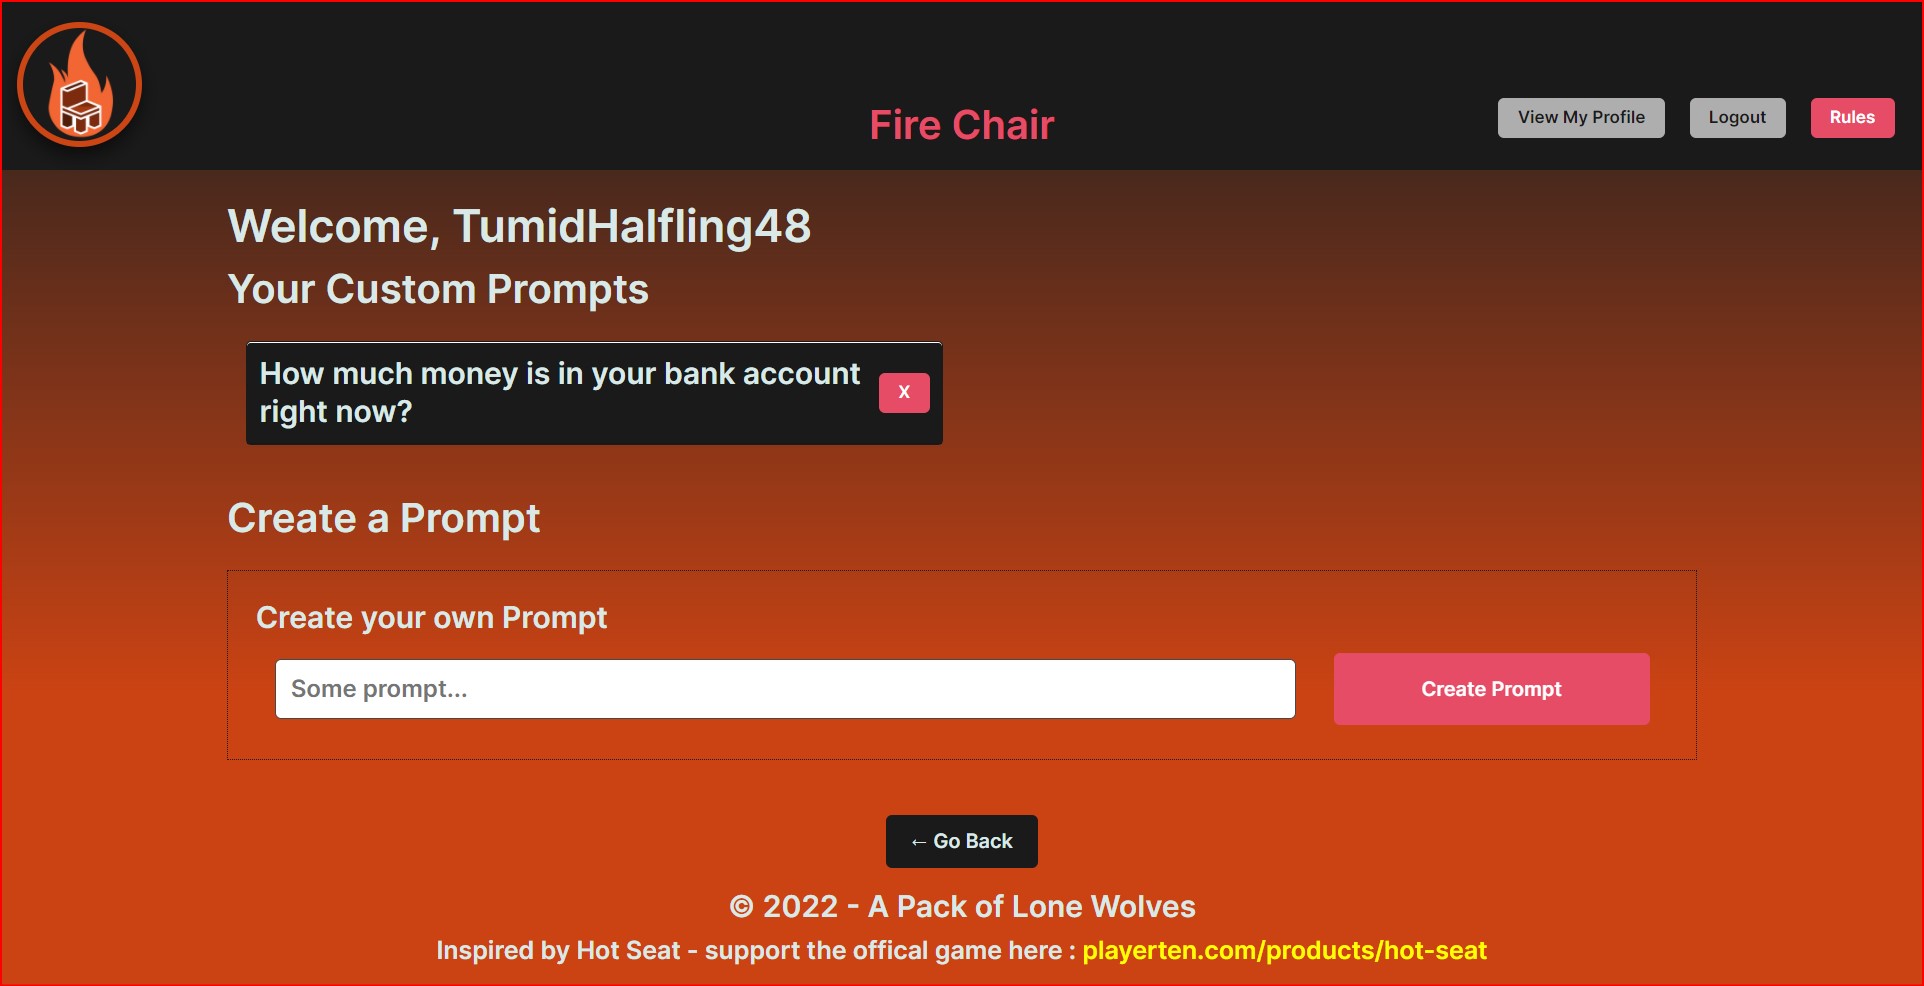 Fire Chair
View My Profile
Logout
Rules
Welcome, TumidHalfling48
Your Custom Prompts
How much money is in your bank account
right now?
X
Create a Prompt
Create your own Prompt
Some prompt...
Create Prompt
← Go Back
© 2022 - A Pack of Lone Wolves
Inspired by Hot Seat - support the offical game here : playerten.com/products/hot-seat